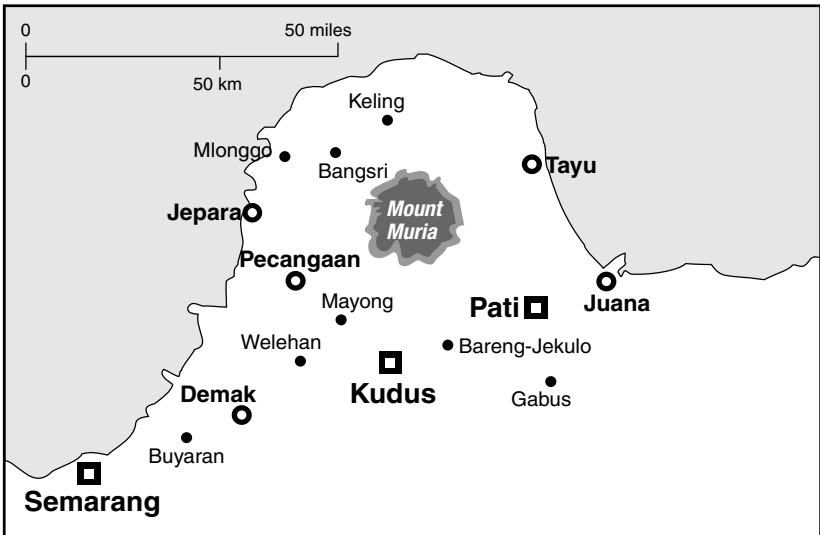 0
50 miles
0
50 km
Keling
Mlonggo
Bangsri
Tayu
Jepara
Mount
Muria
Pecangaan
Mayong
Pati
Juana
Welehan
Bareng-Jekulo
Kudus
Demak
Gabus
Buyaran
Semarang